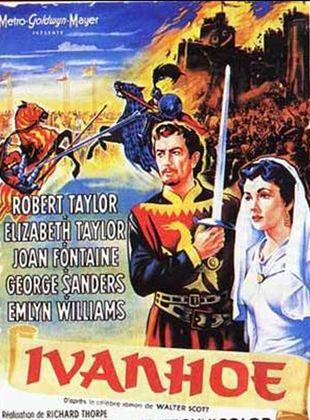 Metro-Goldwyn-Mayer
PRÉSENTE
ROBERT TAYLOR
ELIZABETH TAYLOR
JOAN FONTAINE
GEORGE SANDERS
EMLYN WILLIAMS
IVANHOE
D'après le célèbre roman de WALTER SCOTT
Réalisation de RICHARD THORPE